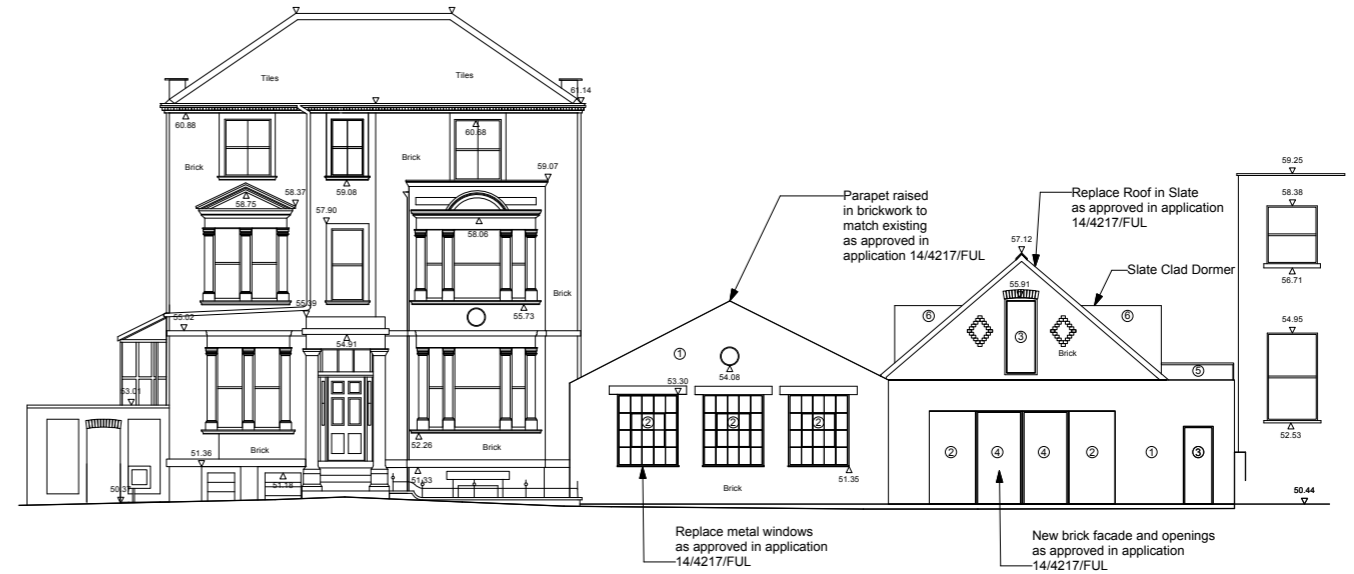 Tiles
Tiles
61.14
60.88
60.68
Brick
Brick
59.08
59.07
58.75
58.37
57.90
58.06
Brick
55.39
55.02
55.73
54.91
53.01
52.26
Brick
Brick
51.36
51.18
51.33
50.37
Parapet raised
in brickwork to
match existing
as approved in
application 14/4217/FUL
①
54.08
53.30
②
②
②
51.35
Brick
Replace metal windows
as approved in application
14/4217/FUL
Replace Roof in Slate
as approved in application
14/4217/FUL
57.12
Slate Clad Dormer
55.91
⑥
③
⑥
Brick
⑤
②
④
④
②
①
③
New brick facade and openings
as approved in application
14/4217/FUL
59.25
58.38
56.71
54.95
52.53
50.44